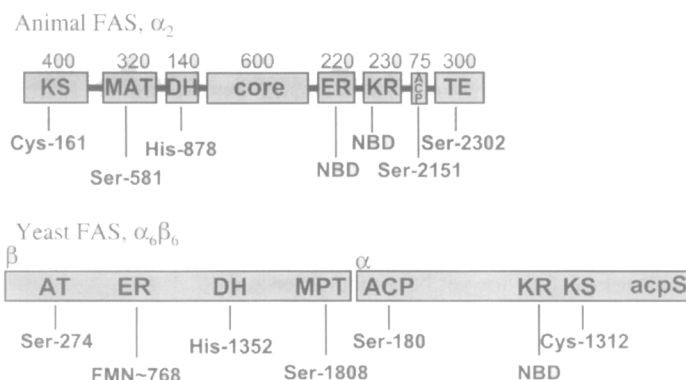 Animal FAS, α2
400 320 140 600 220 230 75 300
KS MAT DH core ER KR ACP TE
Cys-161 His-878 NBD Ser-2302
Ser-581 NBD Ser-2151
Yeast FAS, α6β6
β α
AT ER DH MPT ACP KR KS acpS
Ser-274 His-1352 Ser-180 Cys-1312
FMN~768 Ser-1808 NBD